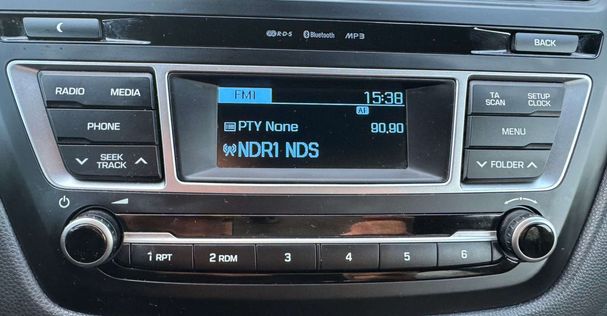 R·D·S Bluetooth MP3
BACK
RADIO MEDIA
PHONE
SEEK
TRACK
FM1 15:38
AF
PTY None 90.90
NDR1 NDS
TA
SCAN
SETUP
CLOCK
MENU
FOLDER
1 RPT 2 RDM 3 4 5 6